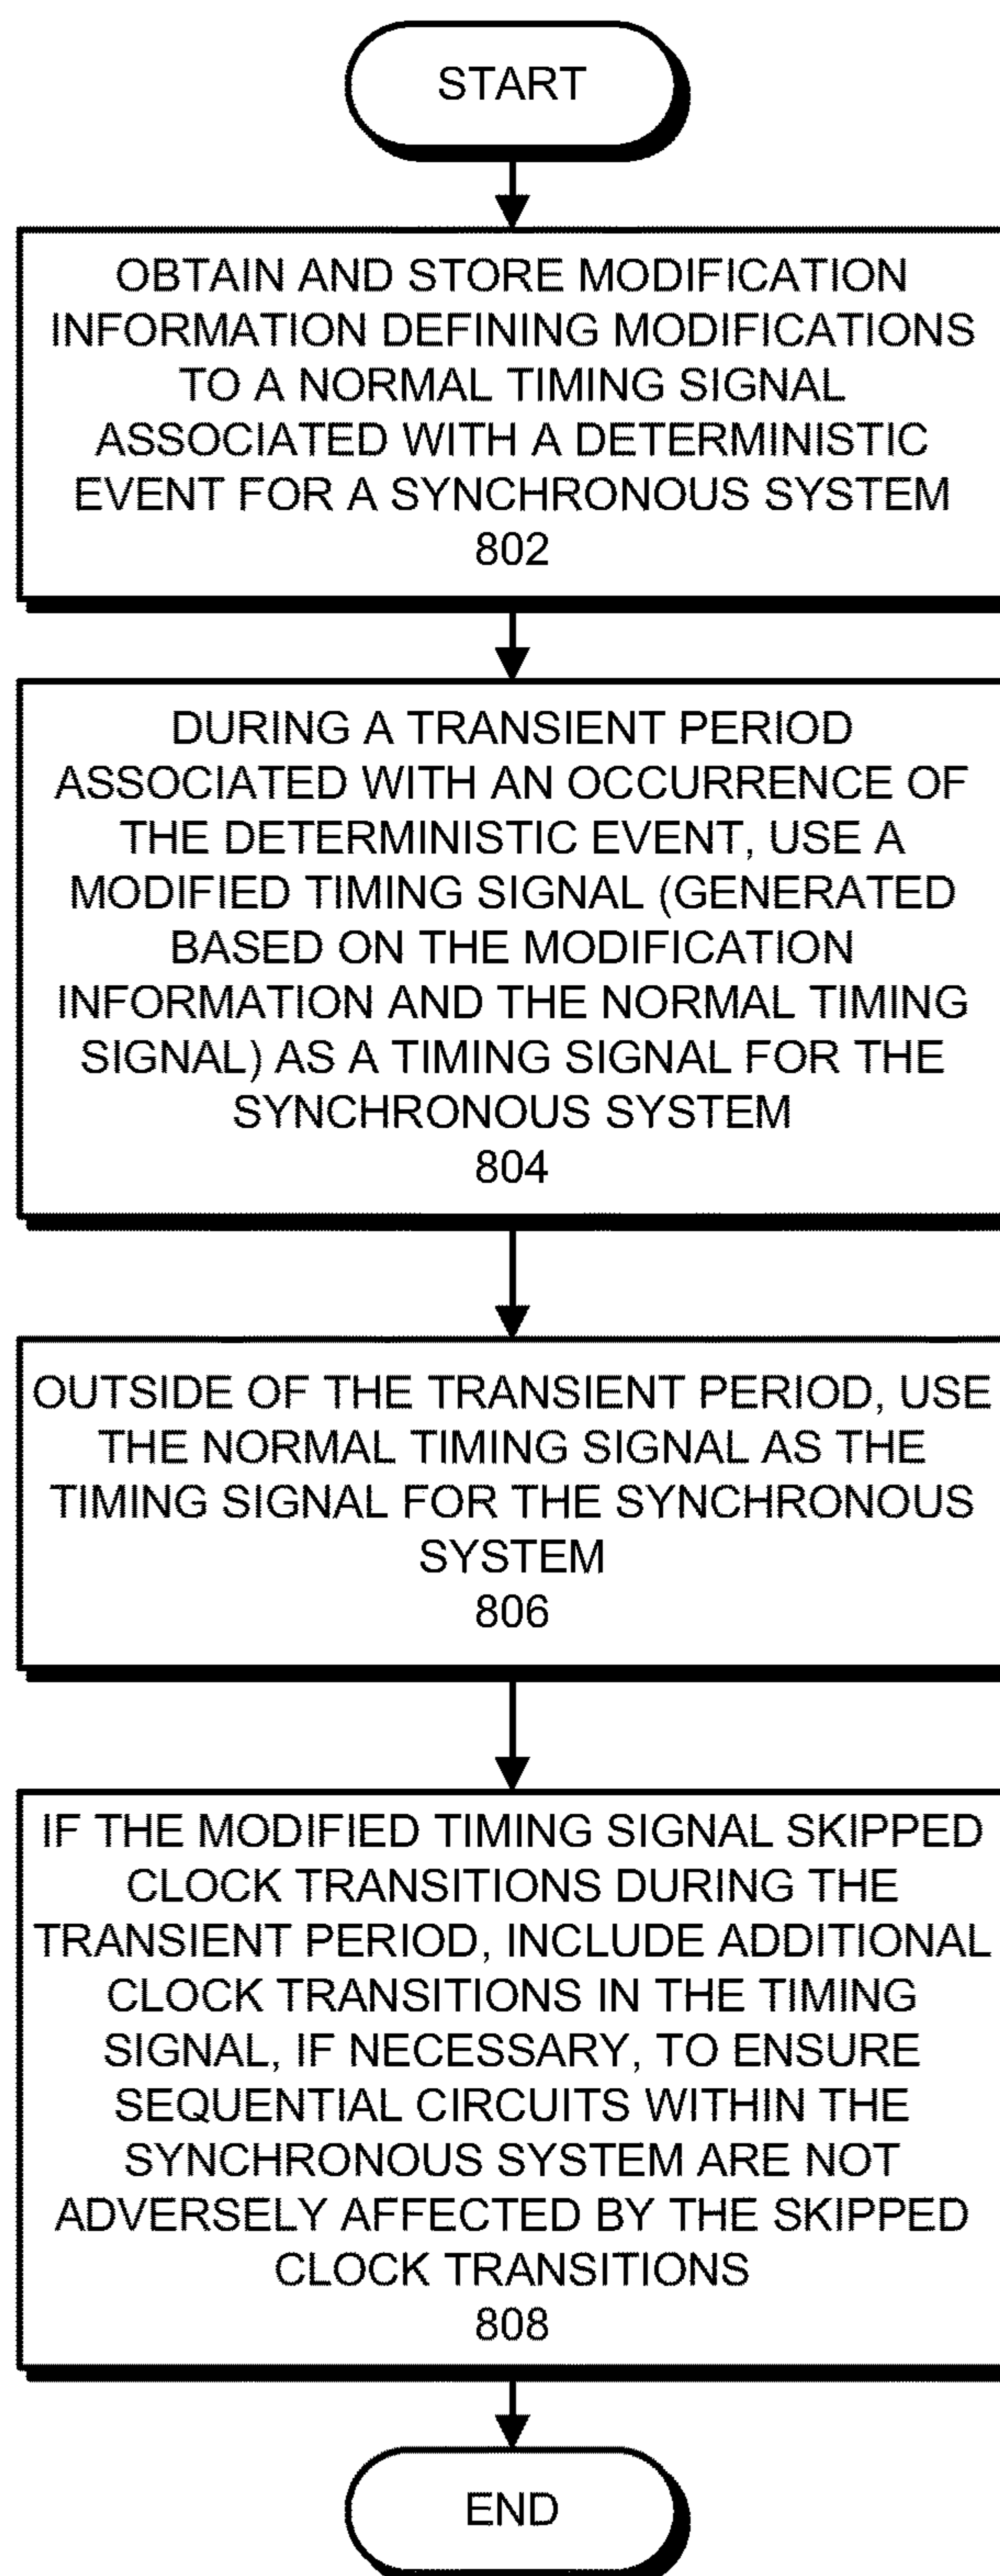 START
OBTAIN AND STORE MODIFICATION
INFORMATION DEFINING MODIFICATIONS
TO A NORMAL TIMING SIGNAL
ASSOCIATED WITH A DETERMINISTIC
EVENT FOR A SYNCHRONOUS SYSTEM
802
DURING A TRANSIENT PERIOD
ASSOCIATED WITH AN OCCURRENCE OF
THE DETERMINISTIC EVENT, USE A
MODIFIED TIMING SIGNAL (GENERATED
BASED ON THE MODIFICATION
INFORMATION AND THE NORMAL TIMING
SIGNAL) AS A TIMING SIGNAL FOR THE
SYNCHRONOUS SYSTEM
804
OUTSIDE OF THE TRANSIENT PERIOD, USE
THE NORMAL TIMING SIGNAL AS THE
TIMING SIGNAL FOR THE SYNCHRONOUS
SYSTEM
806
IF THE MODIFIED TIMING SIGNAL SKIPPED
CLOCK TRANSITIONS DURING THE
TRANSIENT PERIOD, INCLUDE ADDITIONAL
CLOCK TRANSITIONS IN THE TIMING
SIGNAL, IF NECESSARY, TO ENSURE
SEQUENTIAL CIRCUITS WITHIN THE
SYNCHRONOUS SYSTEM ARE NOT
ADVERSELY AFFECTED BY THE SKIPPED
CLOCK TRANSITIONS
808
END